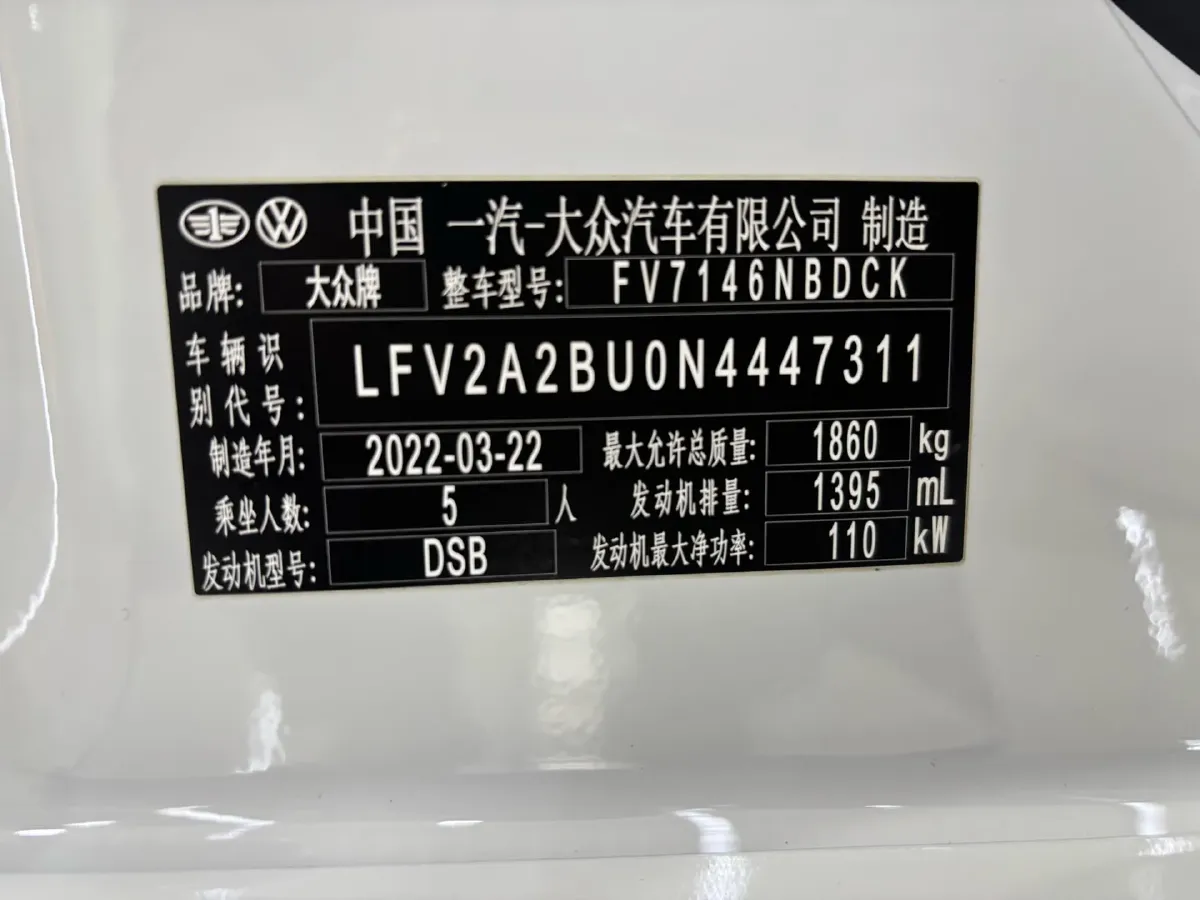 中国 一汽-大众汽车有限公司 制造
品牌: 大众牌 整车型号: FV7146NBDCK
车辆识别代号: LFV2A2BU0N4447311
制造年月: 2022-03-22 最大允许总质量: 1860 kg
乘坐人数: 5 人 发动机排量: 1395 mL
发动机型号: DSB 发动机最大净功率: 110 kW